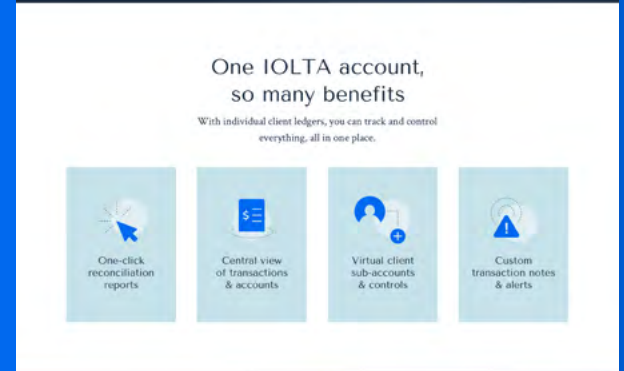 One IOLTA account,
so many benefits
With individual client ledgers, you can track and control
everything, all in one place.
$
One-click
reconciliation
reports
Central view
of transactions
& accounts
Virtual client
sub-accounts
& controls
Custom
transaction notes
& alerts